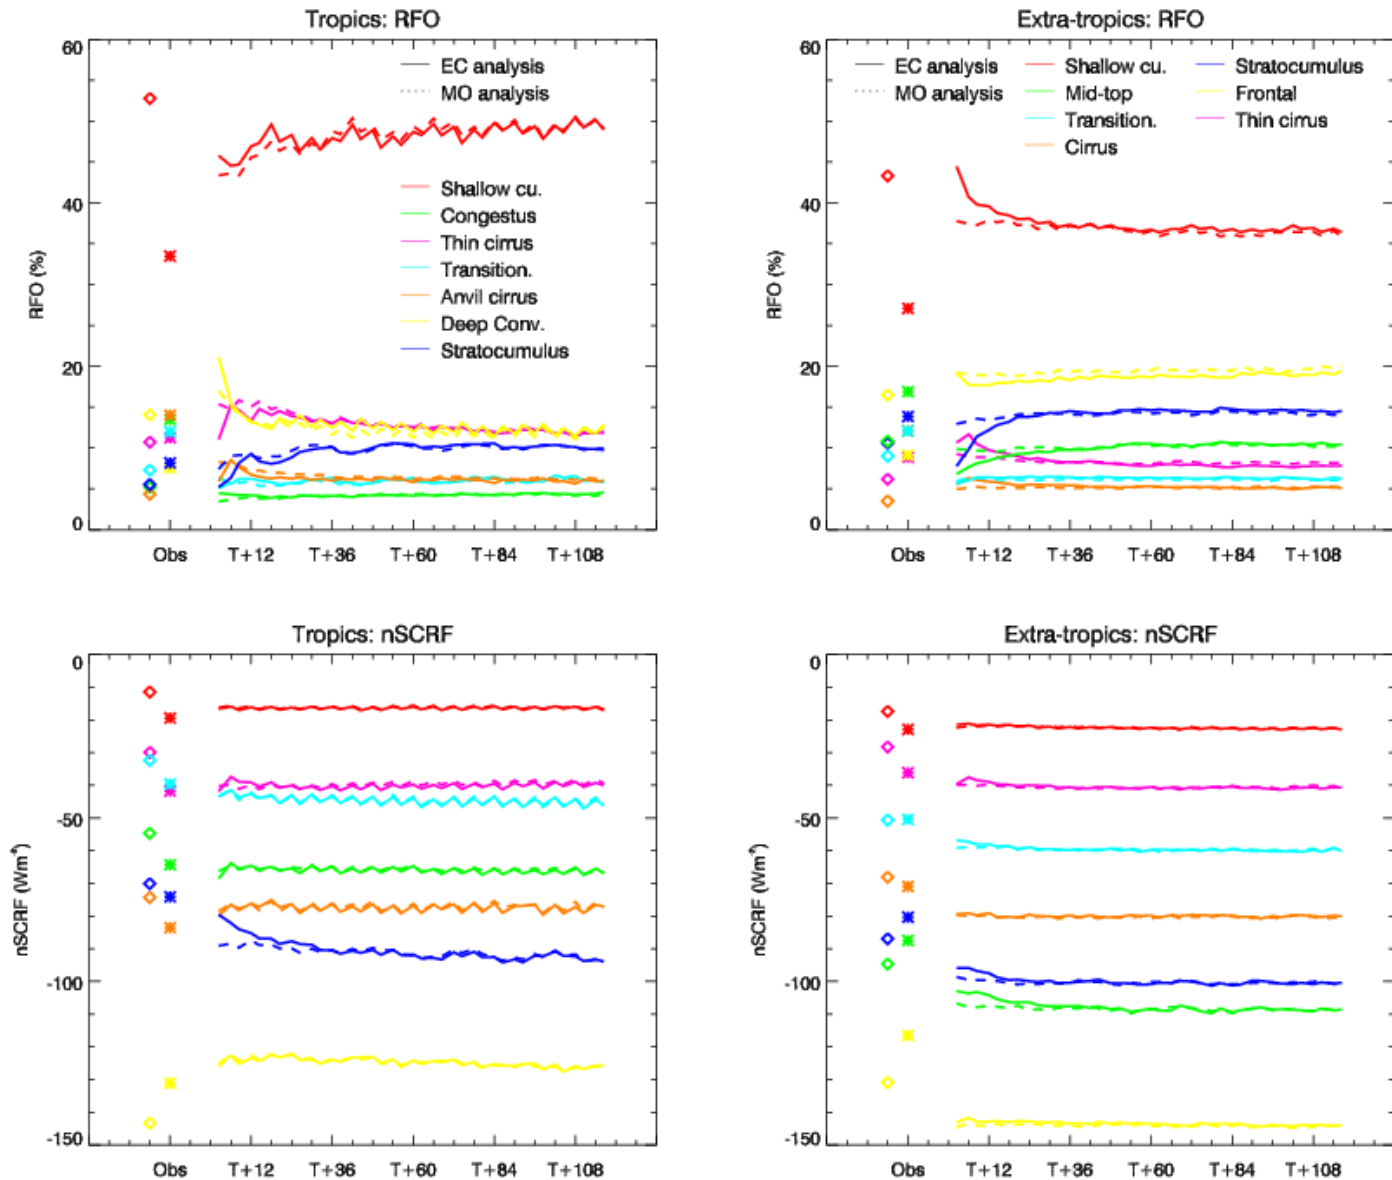 Tropics: RFO
60
40
20
0
RFO (%)
EC analysis
MO analysis
Shallow cu.
Congestus
Thin cirrus
Transition.
Anvil cirrus
Deep Conv.
Stratocumulus
Obs T+12 T+36 T+60 T+84 T+108
Extra-tropics: RFO
60
40
20
0
RFO (%)
EC analysis Shallow cu. Stratocumulus
MO analysis Mid-top Frontal
Transition. Thin cirrus
Cirrus
Obs T+12 T+36 T+60 T+84 T+108
Tropics: nSCRF
0
-50
-100
-150
nSCRF
Obs T+12 T+36 T+60 T+84 T+108
Extra-tropics: nSCRF
0
-50
-100
-150
nSCRF
Obs T+12 T+36 T+60 T+84 T+108